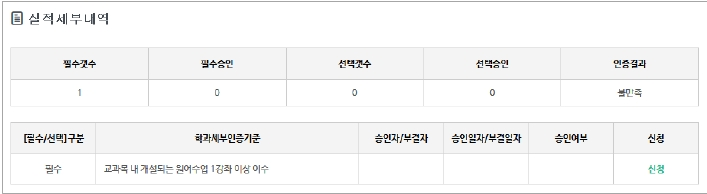 실적세부내역
필수갯수 필수승인 선택갯수 선택승인 인증결과
1 0 0 0 불만족
[필수/선택]구분 학과세부인증기준 승인자/부결자 승인일자/부결일자 승인여부 신청
필수 교과목 내 개설되는 원어수업 1강좌 이상 이수 신청